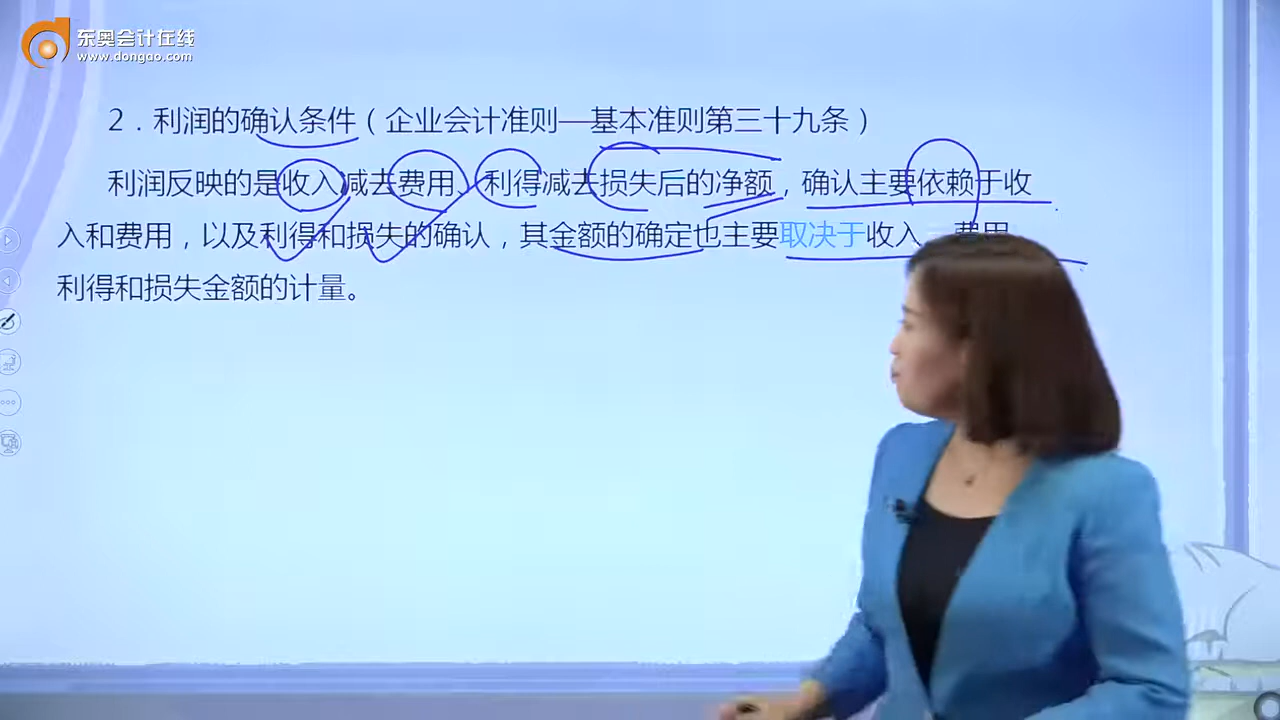 东奥会计在线
www.dongao.com
2．利润的确认条件（企业会计准则—基本准则第三十九条）
利润反映的是收入减去费用、利得减去损失后的净额，确认主要依赖于收
入和费用，以及利得和损失的确认，其金额的确定也主要取决于收入、费用
利得和损失金额的计量。